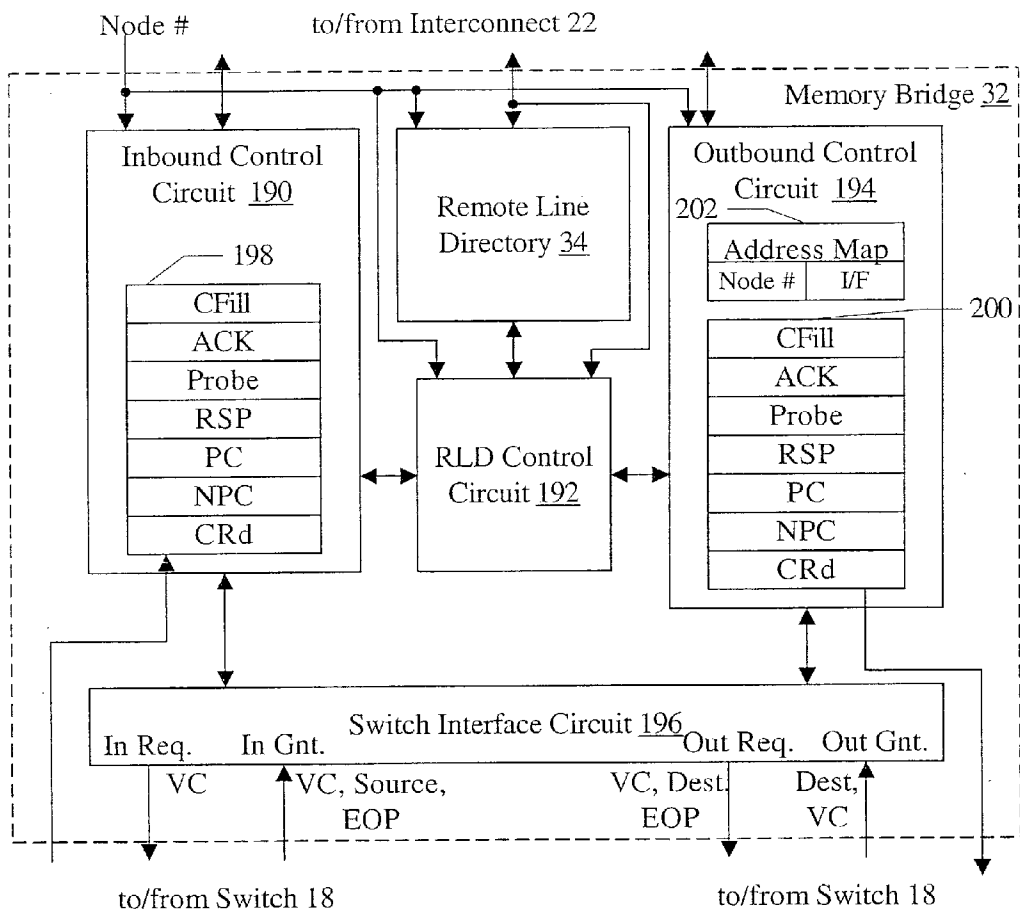 Node #
to/from Interconnect 22
Memory Bridge 32
Inbound Control
Circuit 190
198
CFill
ACK
Probe
RSP
PC
NPC
CRd
Remote Line
Directory 34
RLD Control
Circuit 192
Outbound Control
Circuit 194
202
Address Map
Node # I/F
200
CFill
ACK
Probe
RSP
PC
NPC
CRd
Switch Interface Circuit 196
In Req. In Gnt. Out Req. Out Gnt.
VC VC, Source, VC, Dest. Dest,
EOP EOP VC
to/from Switch 18 to/from Switch 18